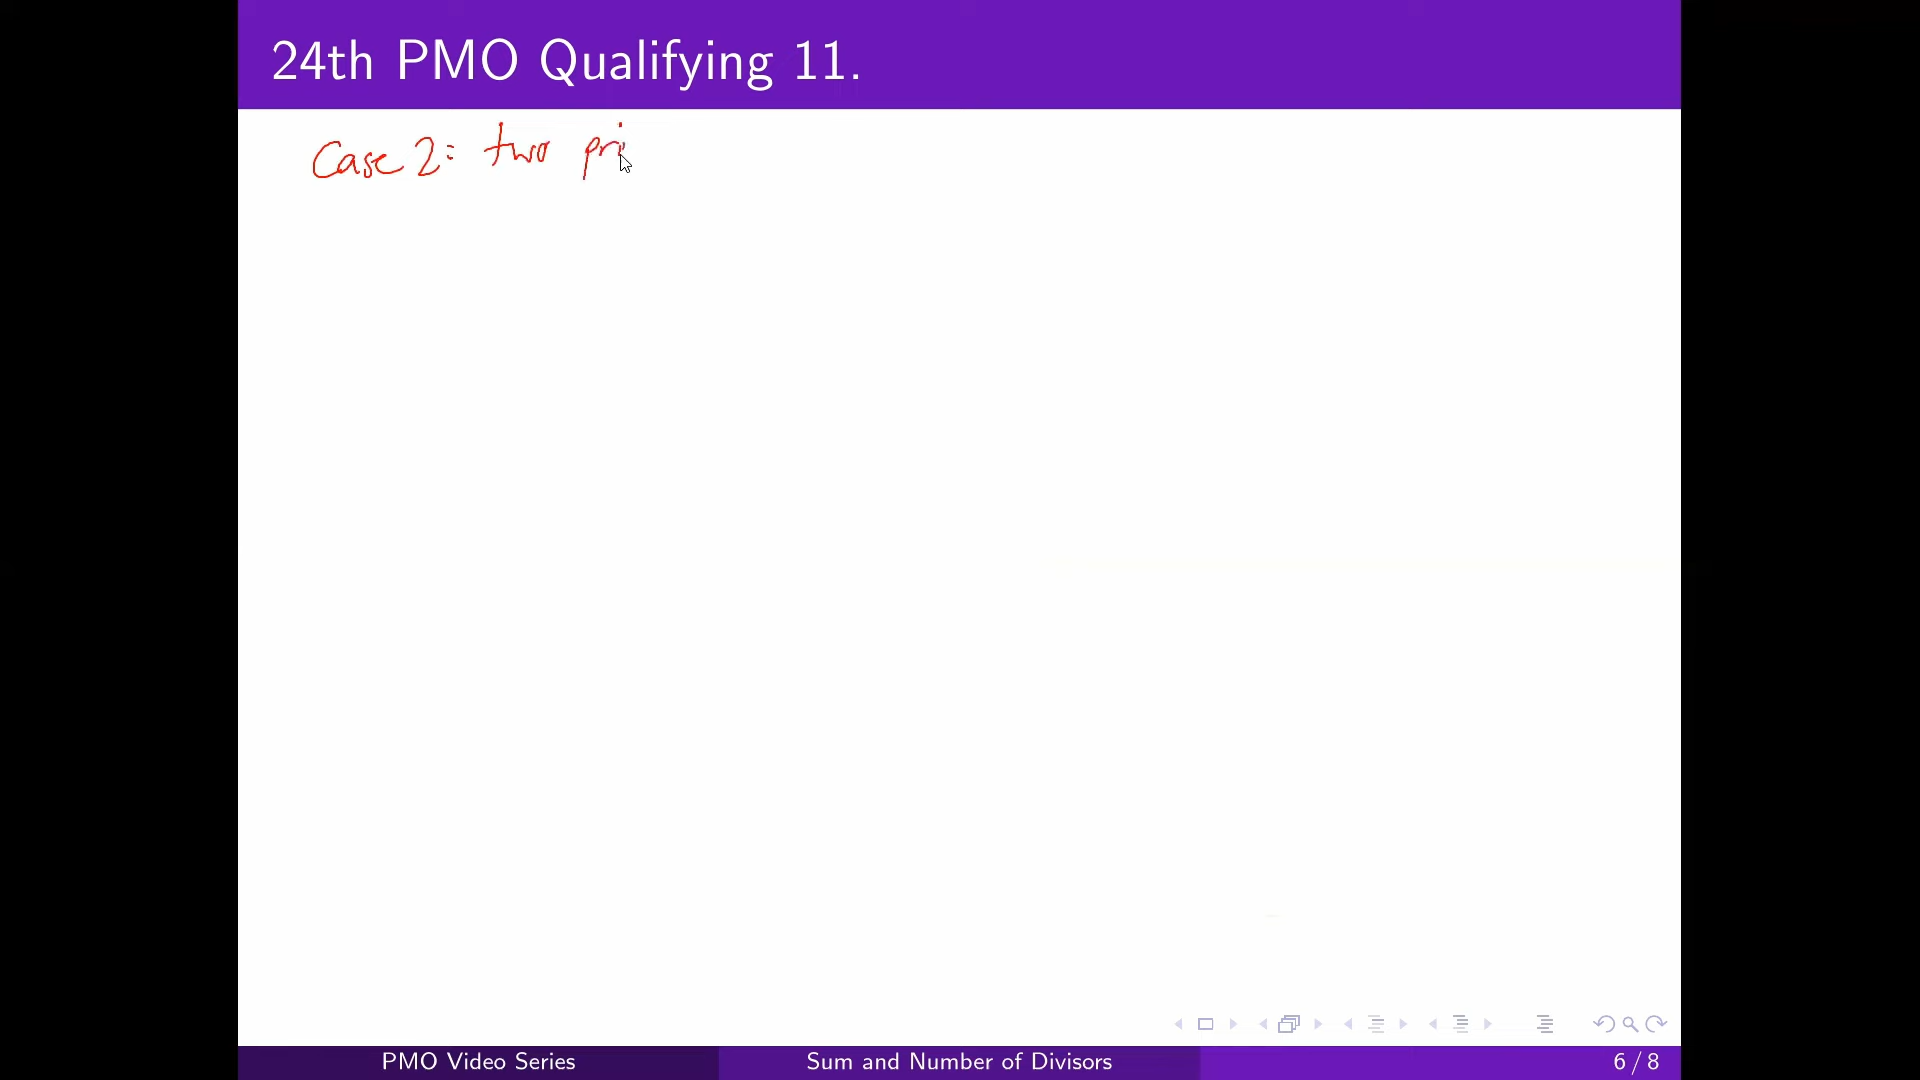 24th PMO Qualifying 11.
Case 2: two pri
PMO Video Series
Sum and Number of Divisors
6 / 8